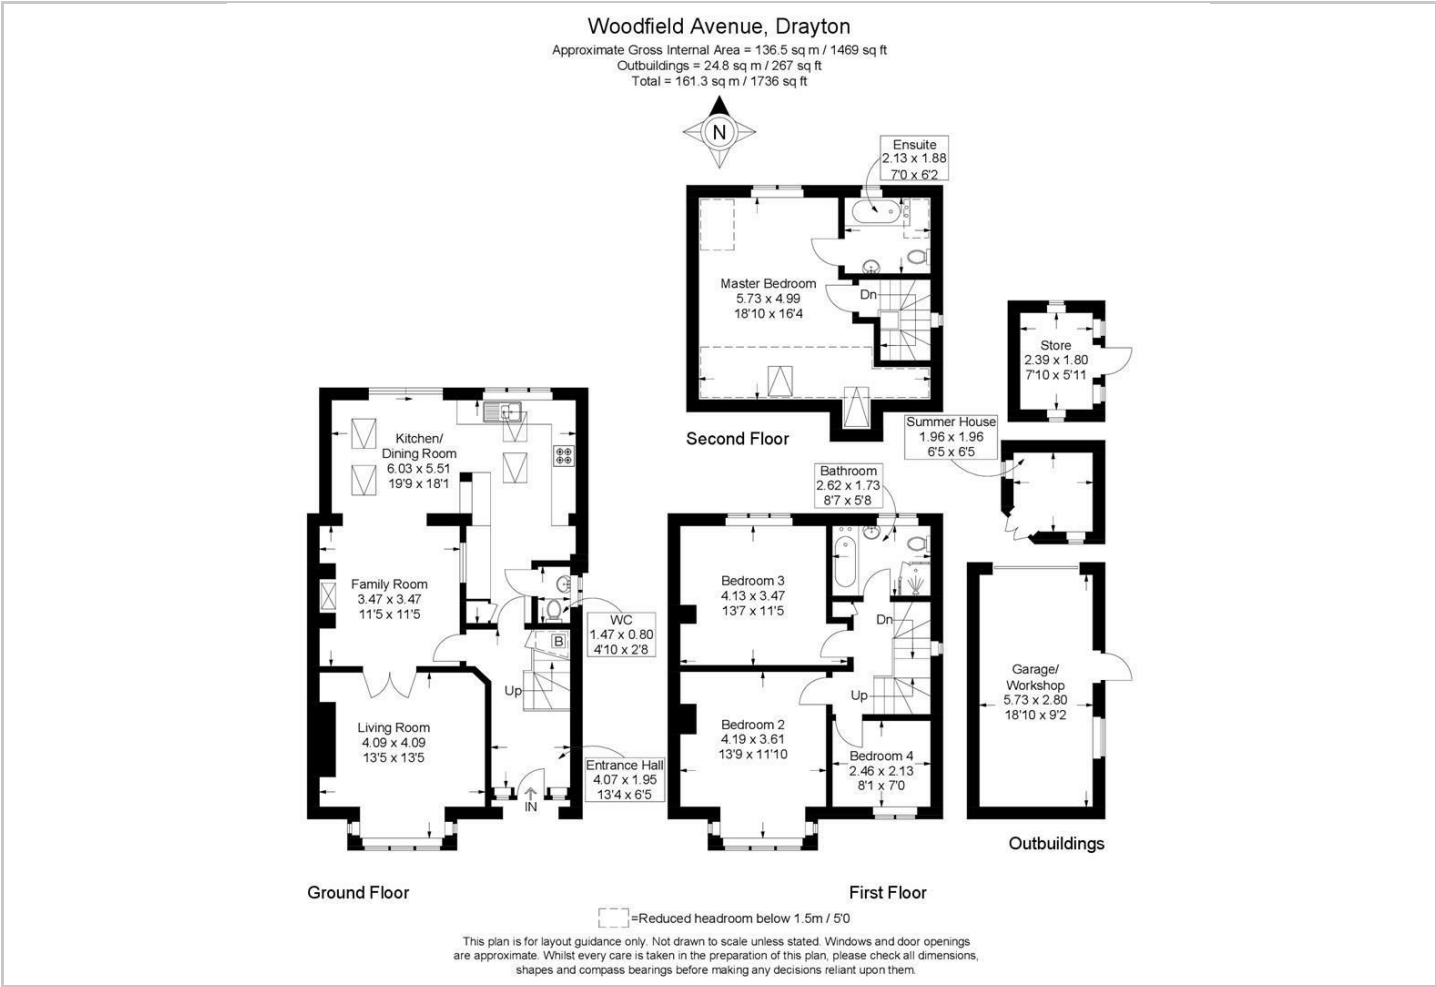 Woodfield Avenue, Drayton
Approximate Gross Internal Area = 136.5 sq m / 1469 sq ft
Outbuildings = 24.8 sq m / 267 sq ft
Total = 161.3 sq m / 1736 sq ft
N
Ensuite
2.13 x 1.88
7'0 x 6'2
Master Bedroom
5.73 x 4.99
18'10 x 16'4
Dn
Second Floor
Store
2.39 x 1.80
7'10 x 5'11
Summer House
1.96 x 1.96
6'5 x 6'5
Kitchen/
Dining Room
6.03 x 5.51
19'9 x 18'1
Family Room
3.47 x 3.47
11'5 x 11'5
WC
1.47 x 0.80
4'10 x 2'8
B
Up
Living Room
4.09 x 4.09
13'5 x 13'5
Entrance Hall
4.07 x 1.95
13'4 x 6'5
IN
Ground Floor
Bathroom
2.62 x 1.73
8'7 x 5'8
Bedroom 3
4.13 x 3.47
13'7 x 11'5
Dn
Up
Bedroom 2
4.19 x 3.61
13'9 x 11'10
Bedroom 4
2.46 x 2.13
8'1 x 7'0
First Floor
Garage/
Workshop
5.73 x 2.80
18'10 x 9'2
Outbuildings
=Reduced headroom below 1.5m / 5'0
This plan is for layout guidance only. Not drawn to scale unless stated. Windows and door openings
are approximate. Whilst every care is taken in the preparation of this plan, please check all dimensions,
shapes and compass bearings before making any decisions reliant upon them.